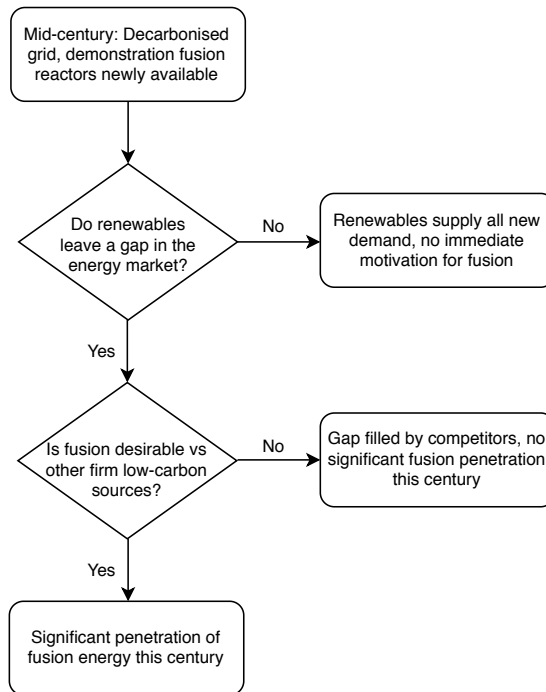 Mid-century: Decarbonised
grid, demonstration fusion
reactors newly available
Do renewables
leave a gap in the
energy market?
No
Renewables supply all new
demand, no immediate
motivation for fusion
Yes
Is fusion desirable vs
other firm low-carbon
sources?
No
Gap filled by competitors, no
significant fusion penetration
this century
Yes
Significant penetration of
fusion energy this century